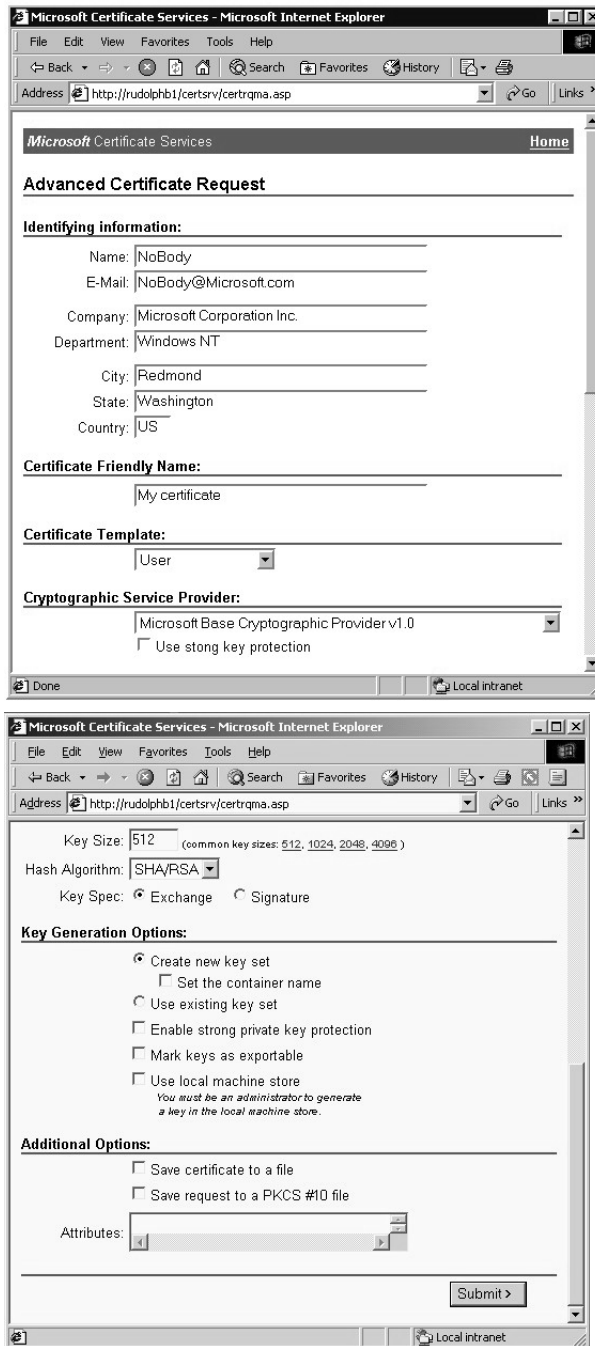 Microsoft Certificate Services - Microsoft Internet Explorer
File Edit View Favorites Tools Help
Back Search Favorites History
Address http://rudolphb1/certsrv/certrqma.asp Go Links »
Microsoft Certificate Services Home
Advanced Certificate Request
Identifying information:
Name: NoBody
E-Mail: NoBody@Microsoft.com
Company: Microsoft Corporation Inc.
Department: Windows NT
City: Redmond
State: Washington
Country: US
Certificate Friendly Name:
My certificate
Certificate Template:
User
Cryptographic Service Provider:
Microsoft Base Cryptographic Provider v1.0
Use stong key protection
Done Local intranet
Microsoft Certificate Services - Microsoft Internet Explorer
File Edit View Favorites Tools Help
Back Search Favorites History
Address http://rudolphb1/certsrv/certrqma.asp Go Links »
Key Size: 512 (common key sizes: 512, 1024, 2048, 4096 )
Hash Algorithm: SHA/RSA
Key Spec: Exchange Signature
Key Generation Options:
Create new key set
Set the container name
Use existing key set
Enable strong private key protection
Mark keys as exportable
Use local machine store
You must be an administrator to generate
a key in the local machine store.
Additional Options:
Save certificate to a file
Save request to a PKCS #10 file
Attributes:
Submit >
Local intranet